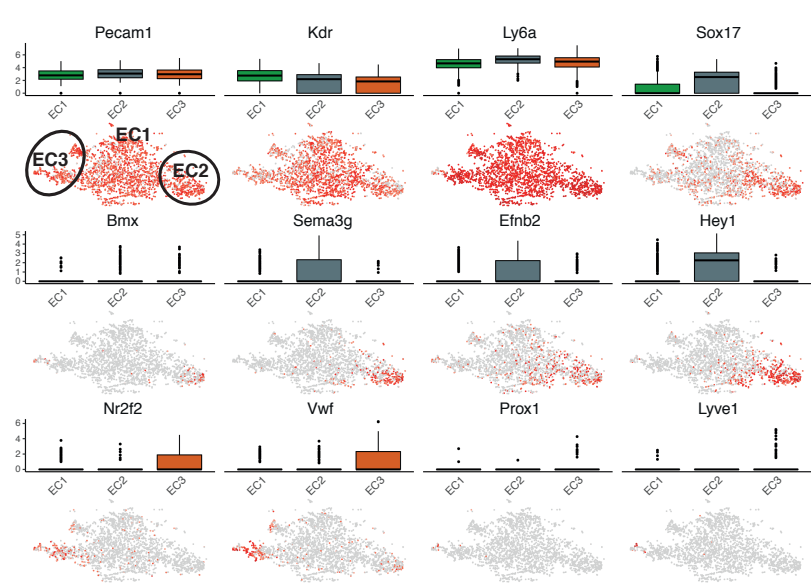 Pecam1 Kdr Ly6a Sox17
6
4
2
0
EC1 EC2 EC3 EC1 EC2 EC3 EC1 EC2 EC3 EC1 EC2 EC3
EC1
EC3
EC2
Bmx Sema3g Efnb2 Hey1
5
4
3
2
1
0
EC1 EC2 EC3 EC1 EC2 EC3 EC1 EC2 EC3 EC1 EC2 EC3
Nr2f2 Vwf Prox1 Lyve1
6
4
2
0
EC1 EC2 EC3 EC1 EC2 EC3 EC1 EC2 EC3 EC1 EC2 EC3